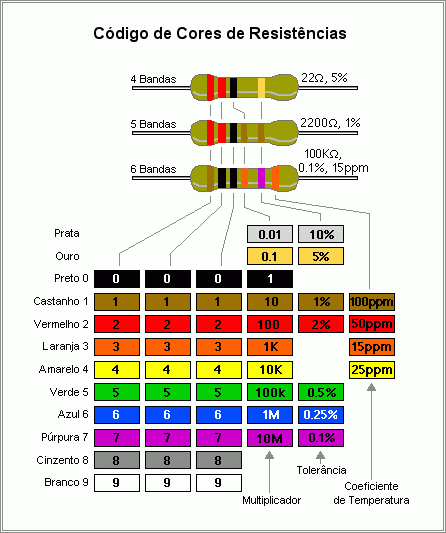 Código de Cores de Resistências
4 Bandas 22Ω, 5%
5 Bandas 2200Ω, 1%
6 Bandas 100KΩ,
0.1%, 15ppm
Prata 0.01 10%
Ouro 0.1 5%
Preto 0 0 0 0 1
Castanho 1 1 1 1 10 1% 100ppm
Vermelho 2 2 2 2 100 2% 50ppm
Laranja 3 3 3 3 1K 15ppm
Amarelo 4 4 4 4 10K 25ppm
Verde 5 5 5 5 100k 0.5%
Azul 6 6 6 6 1M 0.25%
Púrpura 7 7 7 7 10M 0.1%
Cinzento 8 8 8 8
Branco 9 9 9 9
Multiplicador
Tolerância
Coeficiente
de Temperatura